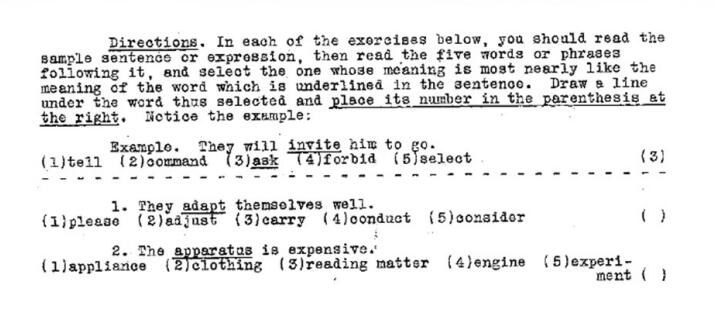 Directions. In each of the exercises below, you should read the
sample sentence or expression, then read the five words or phrases
following it, and select the one whose meaning is most nearly like the
meaning of the word which is underlined in the sentence. Draw a line
under the word thus selected and place its number in the parenthesis at
the right. Notice the example:
Example. They will invite him to go.
(1)tell (2)command (3)ask (4)forbid (5)select (3)
1. They adapt themselves well.
(1)please (2)adjust (3)carry (4)conduct (5)consider ( )
2. The apparatus is expensive.
(1)appliance (2)clothing (3)reading matter (4)engine (5)experi-
ment ( )